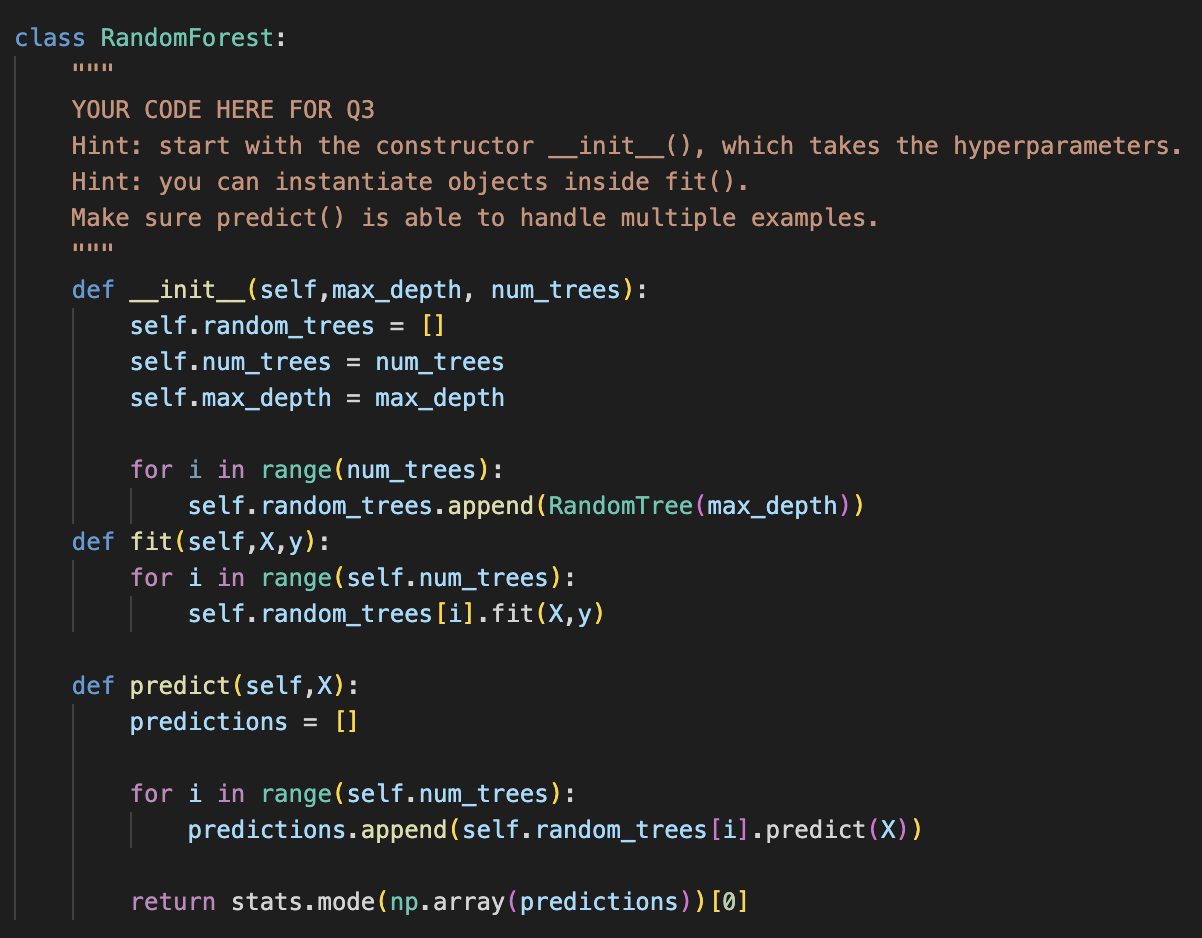 class RandomForest:
    """
    YOUR CODE HERE FOR Q3
    Hint: start with the constructor __init__(), which takes the hyperparameters.
    Hint: you can instantiate objects inside fit().
    Make sure predict() is able to handle multiple examples.
    """
    def __init__(self,max_depth, num_trees):
        self.random_trees = []
        self.num_trees = num_trees
        self.max_depth = max_depth

        for i in range(num_trees):
            self.random_trees.append(RandomTree(max_depth))
    def fit(self,X,y):
        for i in range(self.num_trees):
            self.random_trees[i].fit(X,y)

    def predict(self,X):
        predictions = []

        for i in range(self.num_trees):
            predictions.append(self.random_trees[i].predict(X))

        return stats.mode(np.array(predictions))[0]